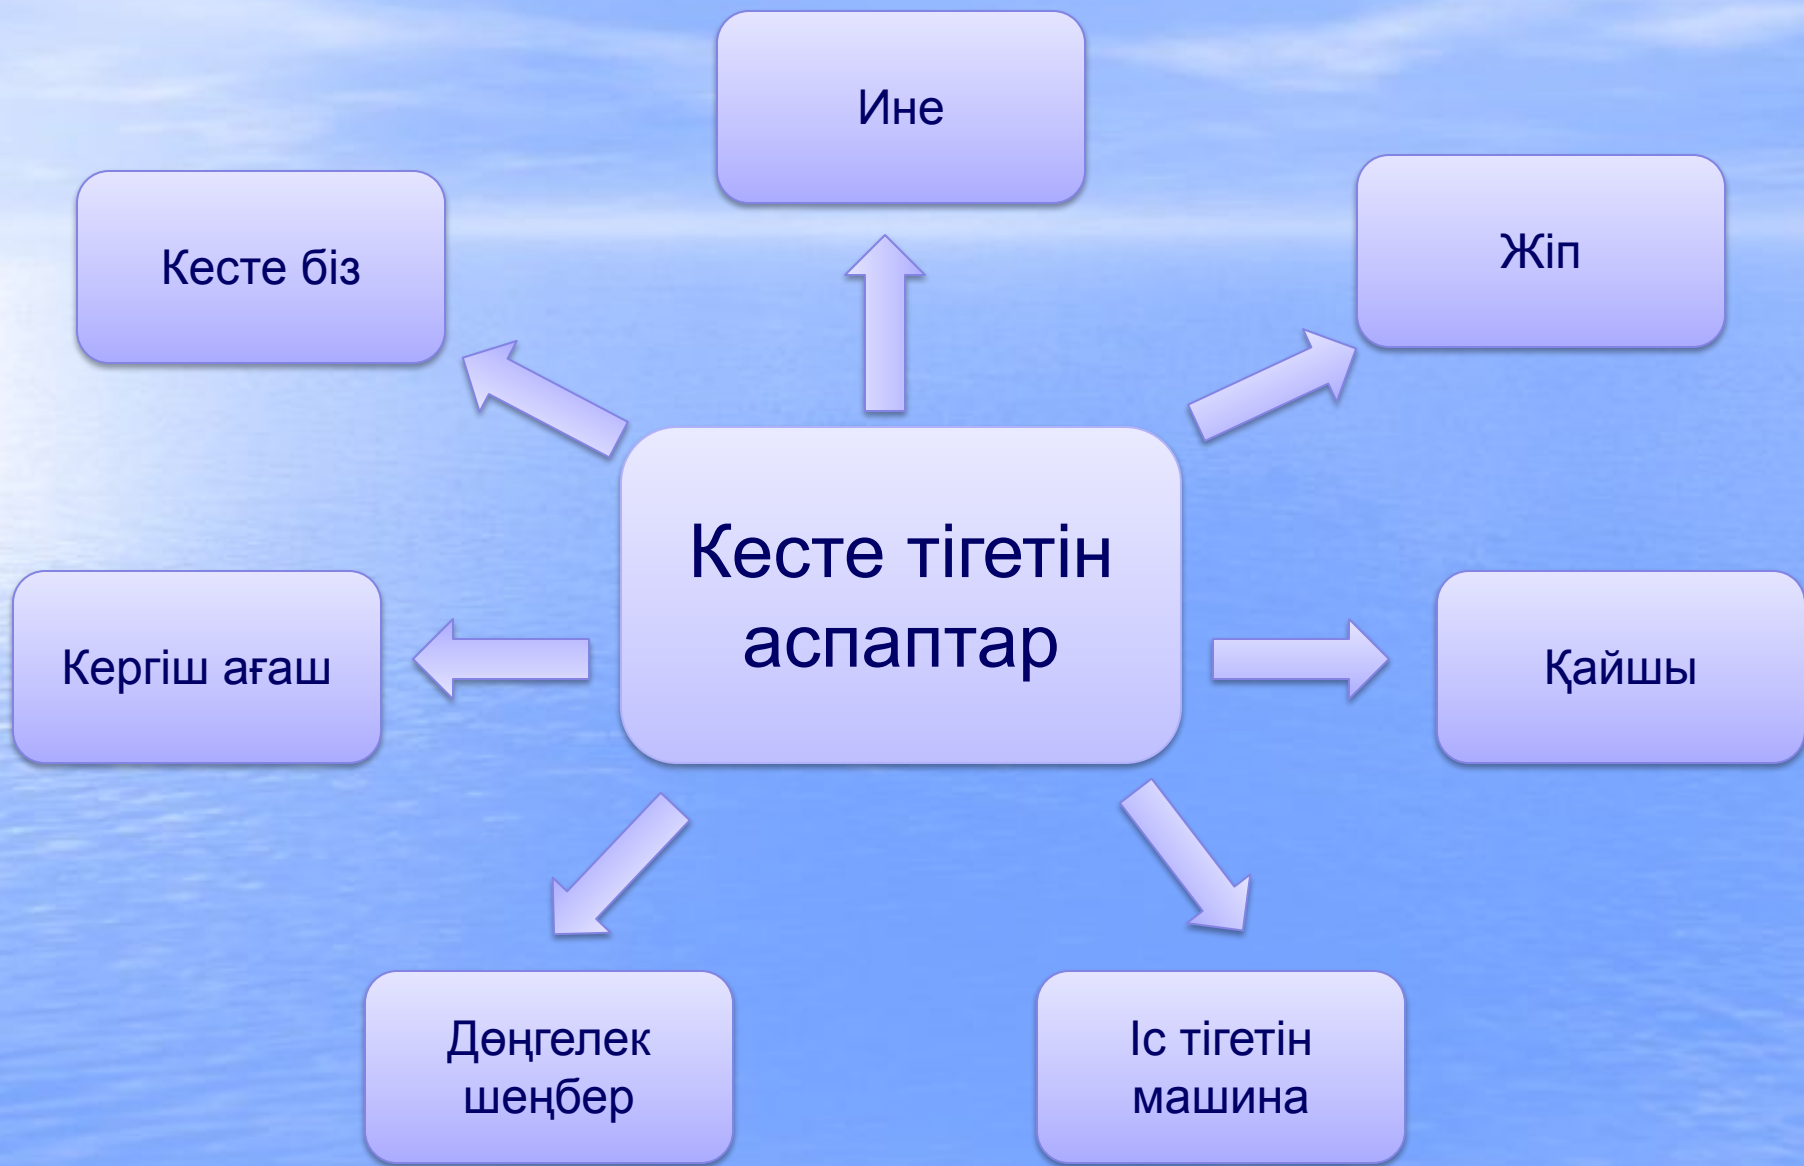 Ине
Кесте біз
Жіп
Кесте тігетін
аспаптар
Кергіш ағаш
Қайшы
Дөңгелек
шеңбер
Іс тігетін
машина